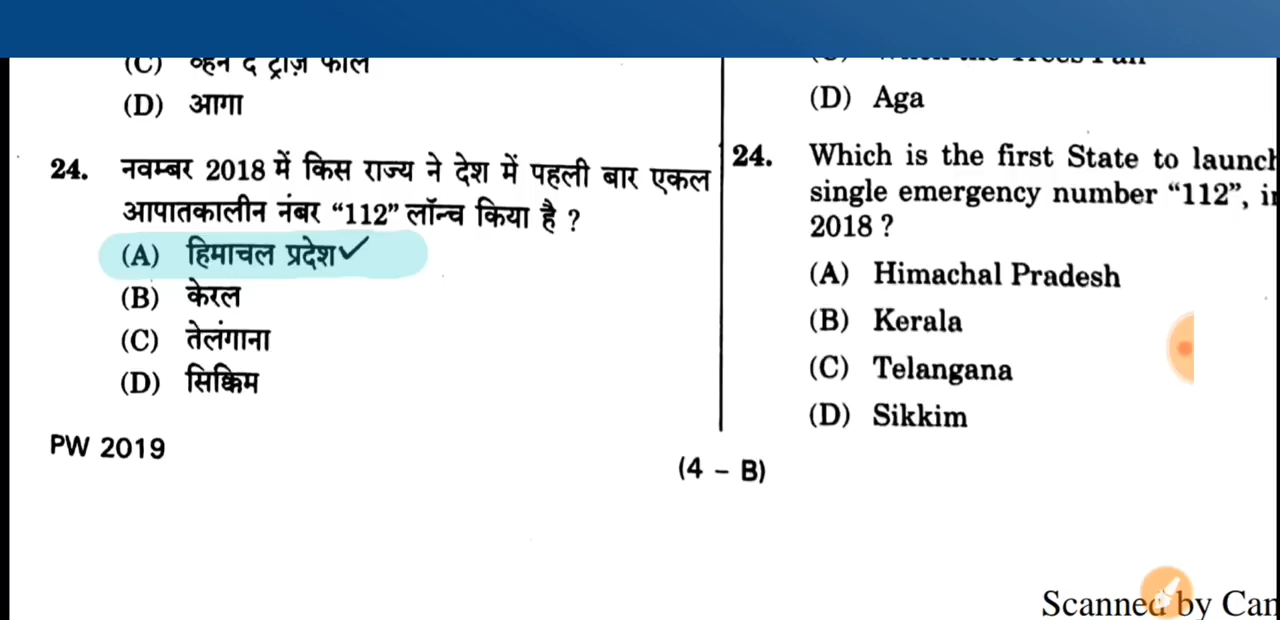 (C) व्हेन द ट्रीज़ फॉल
(D) आगा
24. नवम्बर 2018 में किस राज्य ने देश में पहली बार एकल
आपातकालीन नंबर “112” लॉन्च किया है ?
(A) हिमाचल प्रदेश✓
(B) केरल
(C) तेलंगाना
(D) सिक्किम
PW 2019
(D) Aga
24. Which is the first State to launch
single emergency number “112”, in
2018 ?
(A) Himachal Pradesh
(B) Kerala
(C) Telangana
(D) Sikkim
(4 – B)
Scanned by Can